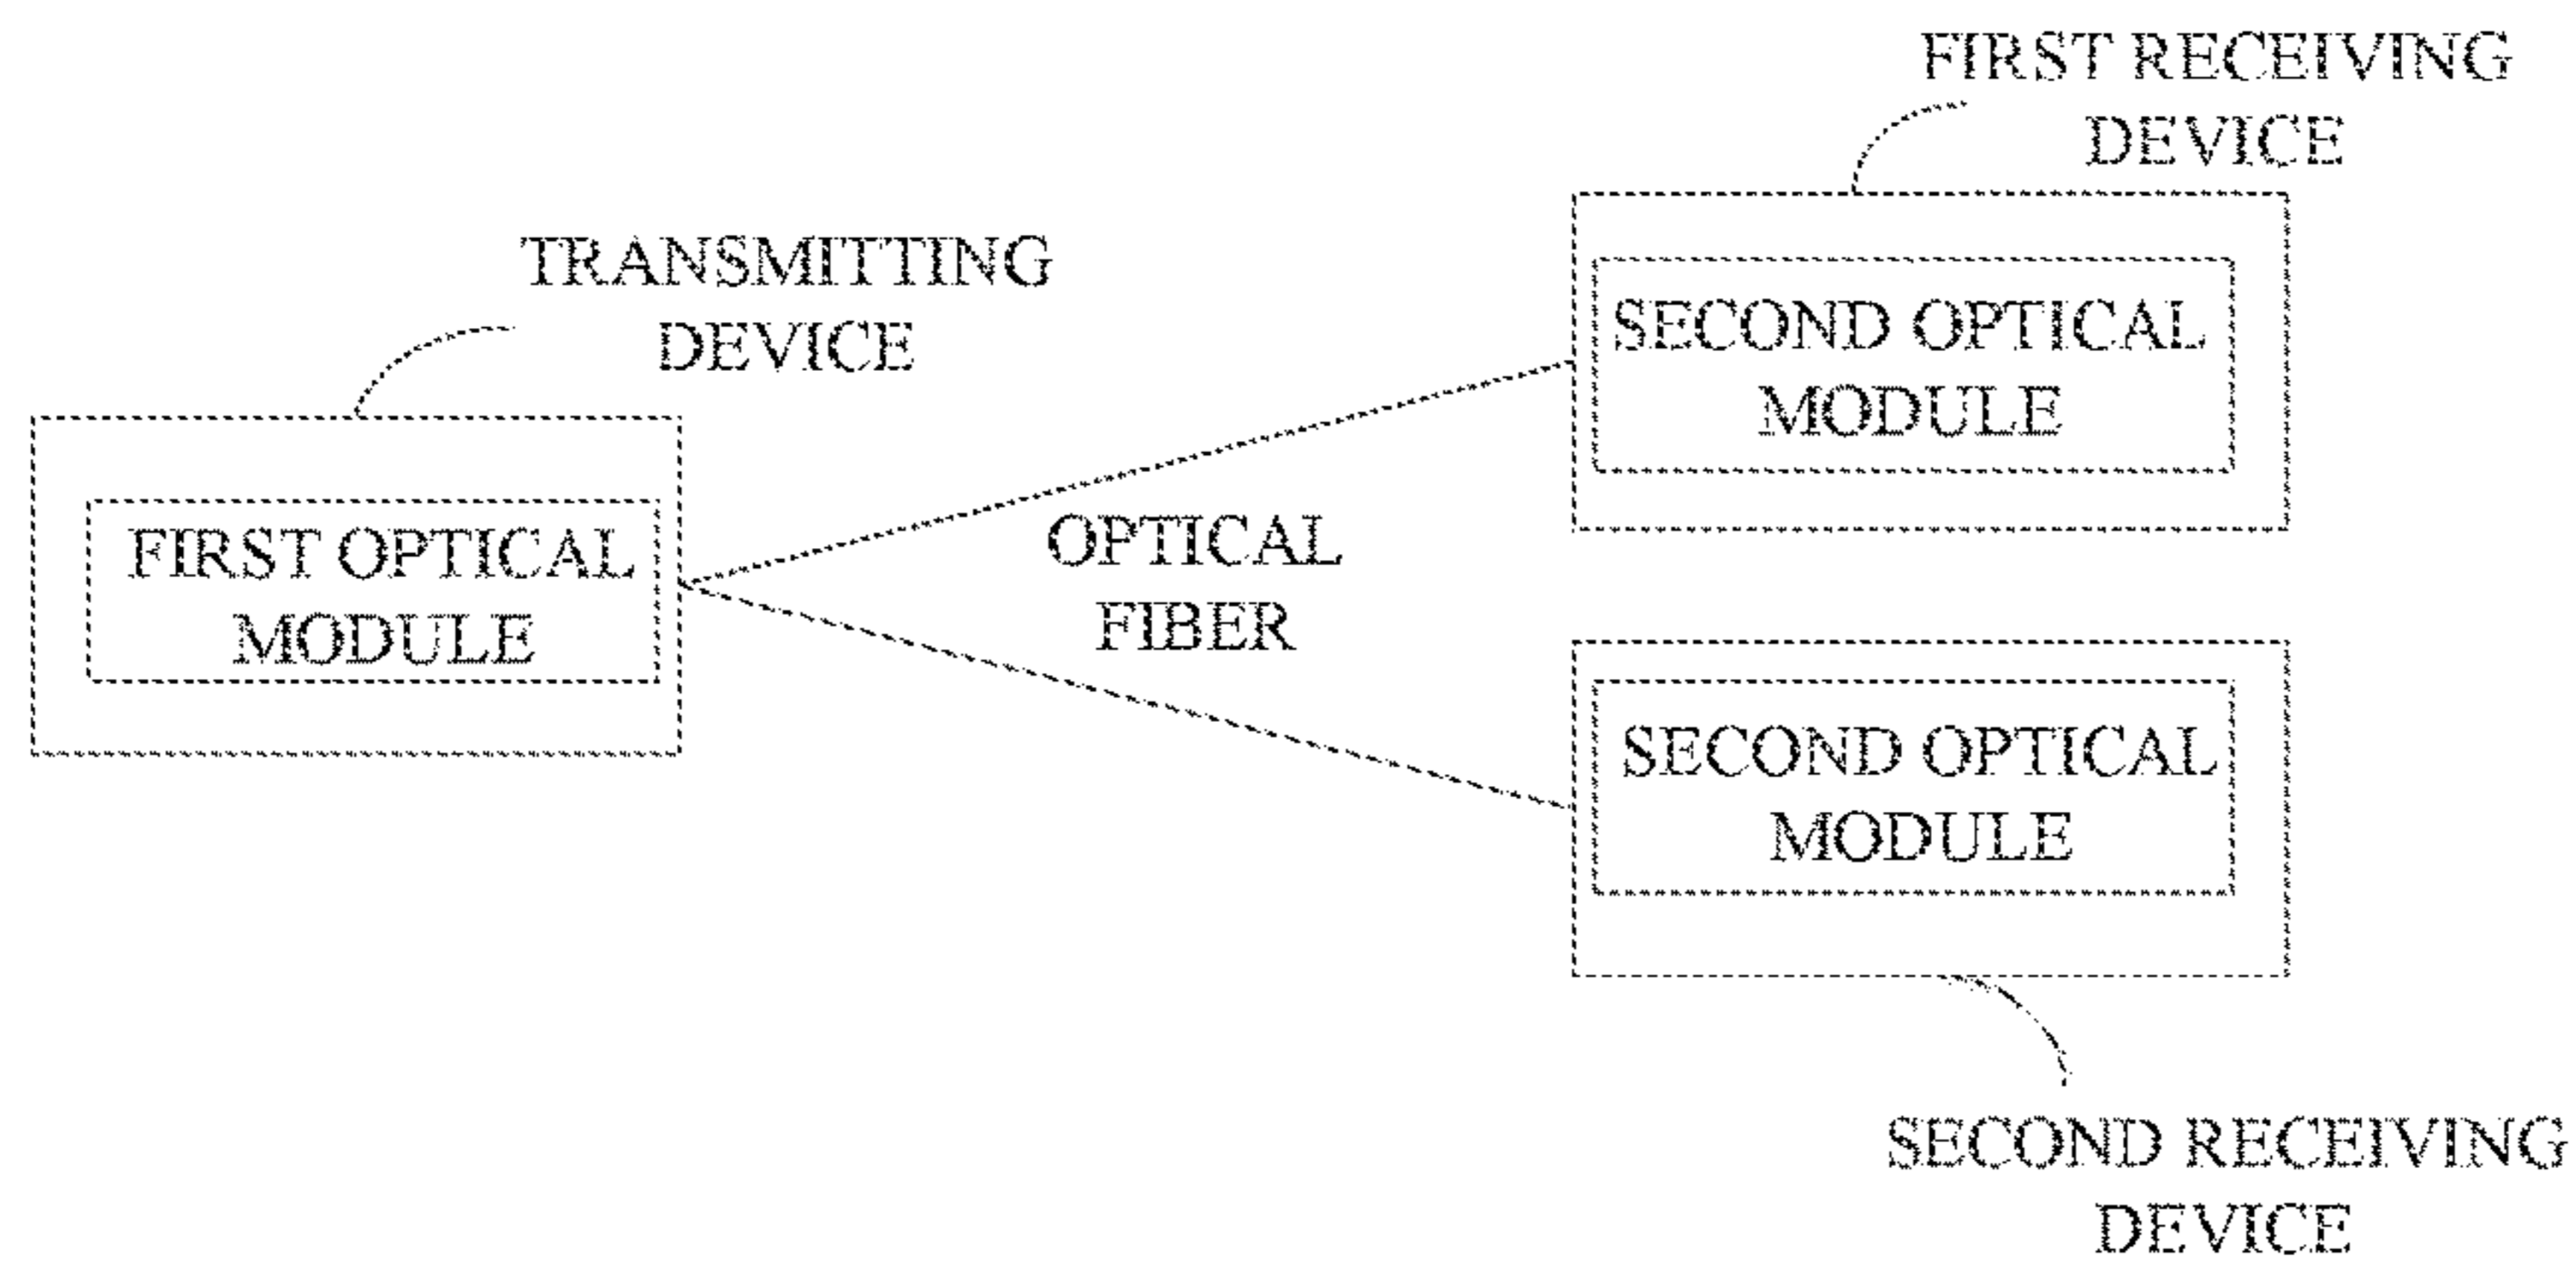 FIRST RECEIVING
DEVICE
TRANSMITTING
DEVICE
SECOND OPTICAL
MODULE
FIRST OPTICAL
MODULE
OPTICAL
FIBER
SECOND OPTICAL
MODULE
SECOND RECEIVING
DEVICE